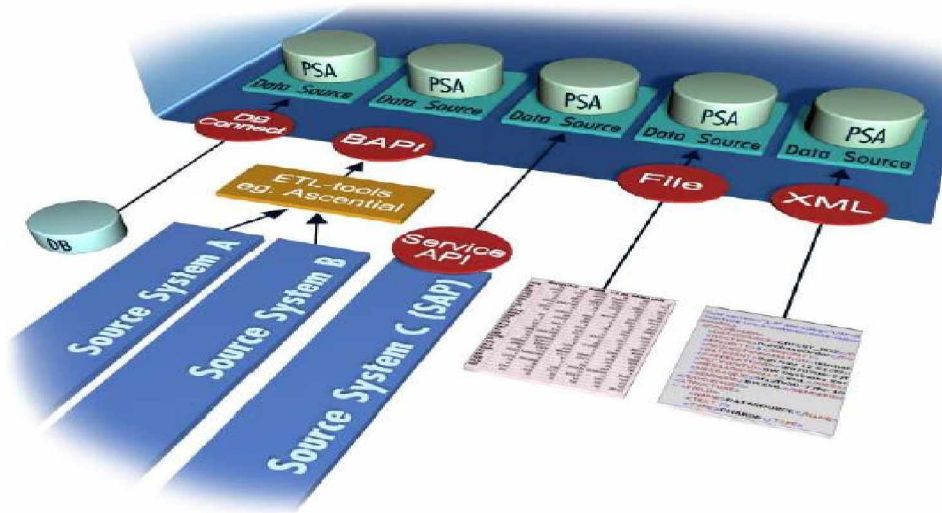 PSA
Data Source
PSA
Data Source
PSA
Data Source
PSA
Data Source
PSA
Data Source
DB
Connect
BAPI
File
XML
ETL-tools
eg. Ascential
Service
API
DB
Source System A
Source System B
Source System C (SAP)